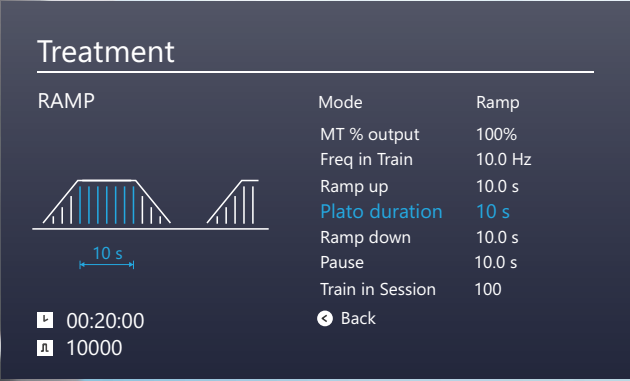 Treatment
RAMP
10 s
00:20:00
10000
Mode Ramp
MT % output 100%
Freq in Train 10.0 Hz
Ramp up 10.0 s
Plato duration 10 s
Ramp down 10.0 s
Pause 10.0 s
Train in Session 100
Back